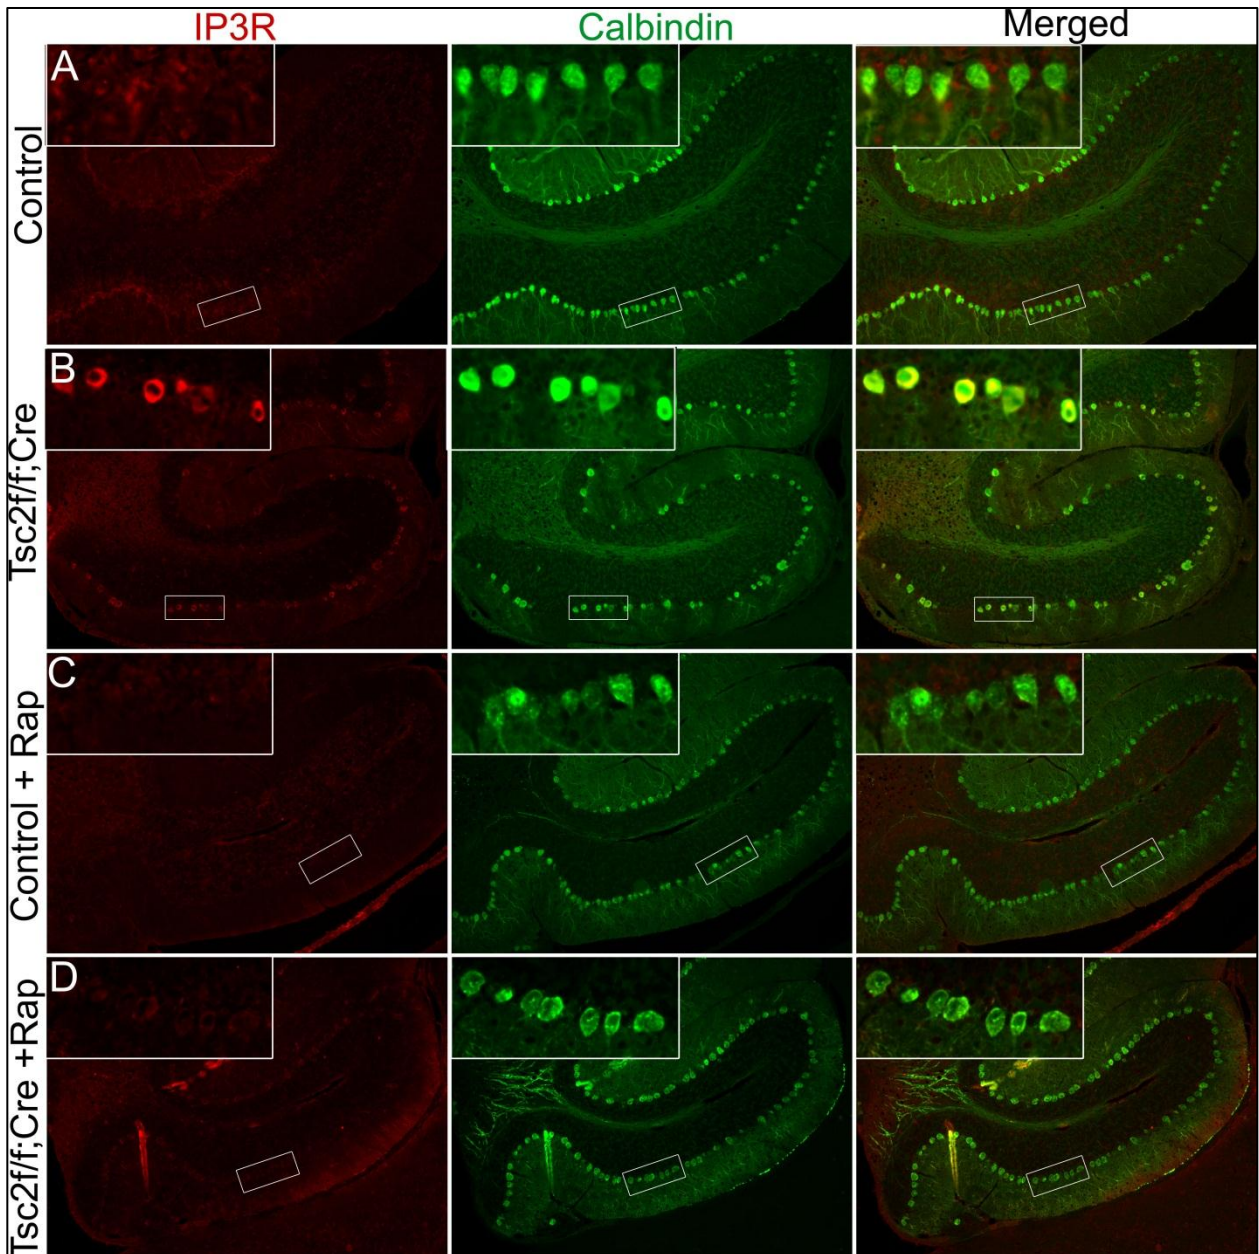 IP3R Calbindin Merged
A
Control
B
Tsc2f/f;Cre
C
Control + Rap
D
Tsc2f/f;Cre +Rap